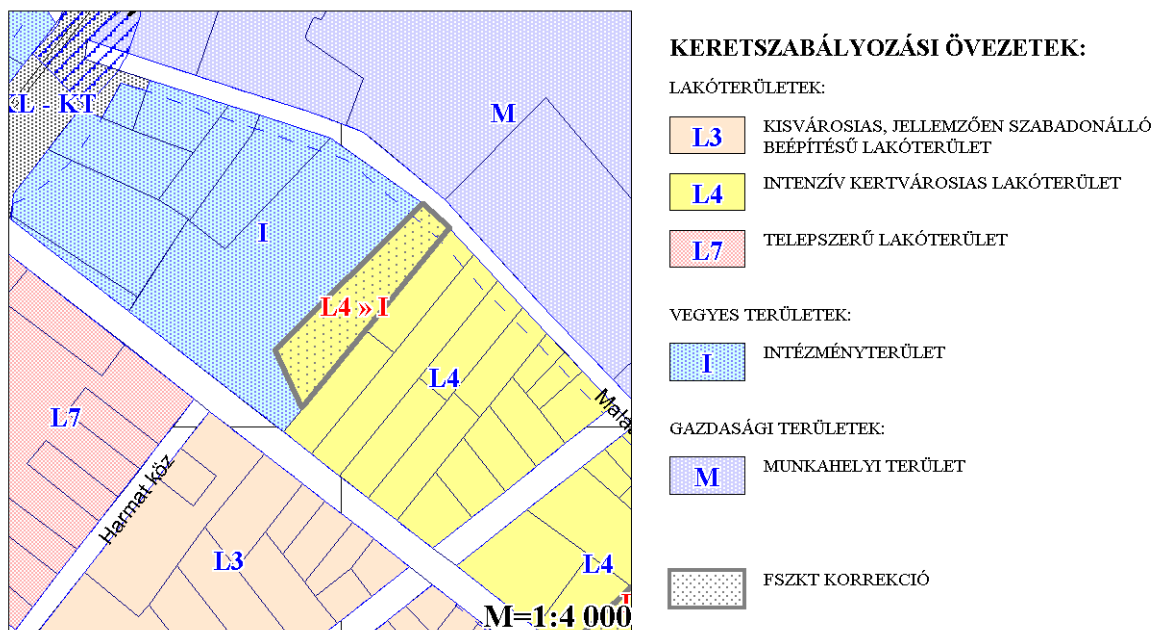 KL - KT
M
I
L4 » I
L4
L7
Harmat köz
L3
L4
M=1:4 000
KERETSZABÁLYOZÁSI ÖVEZETEK:
LAKÓTERÜLETEK:
L3 KISVÁROSIAS, JELLEMZŐEN SZABADONÁLLÓ
BEÉPÍTÉSŰ LAKÓTERÜLET
L4 INTENZÍV KERTVÁROSIAS LAKÓTERÜLET
L7 TELEPSZERŰ LAKÓTERÜLET
VEGYES TERÜLETEK:
I INTÉZMÉNYTERÜLET
GAZDASÁGI TERÜLETEK:
M MUNKAHELYI TERÜLET
FSZKT KORREKCIÓ